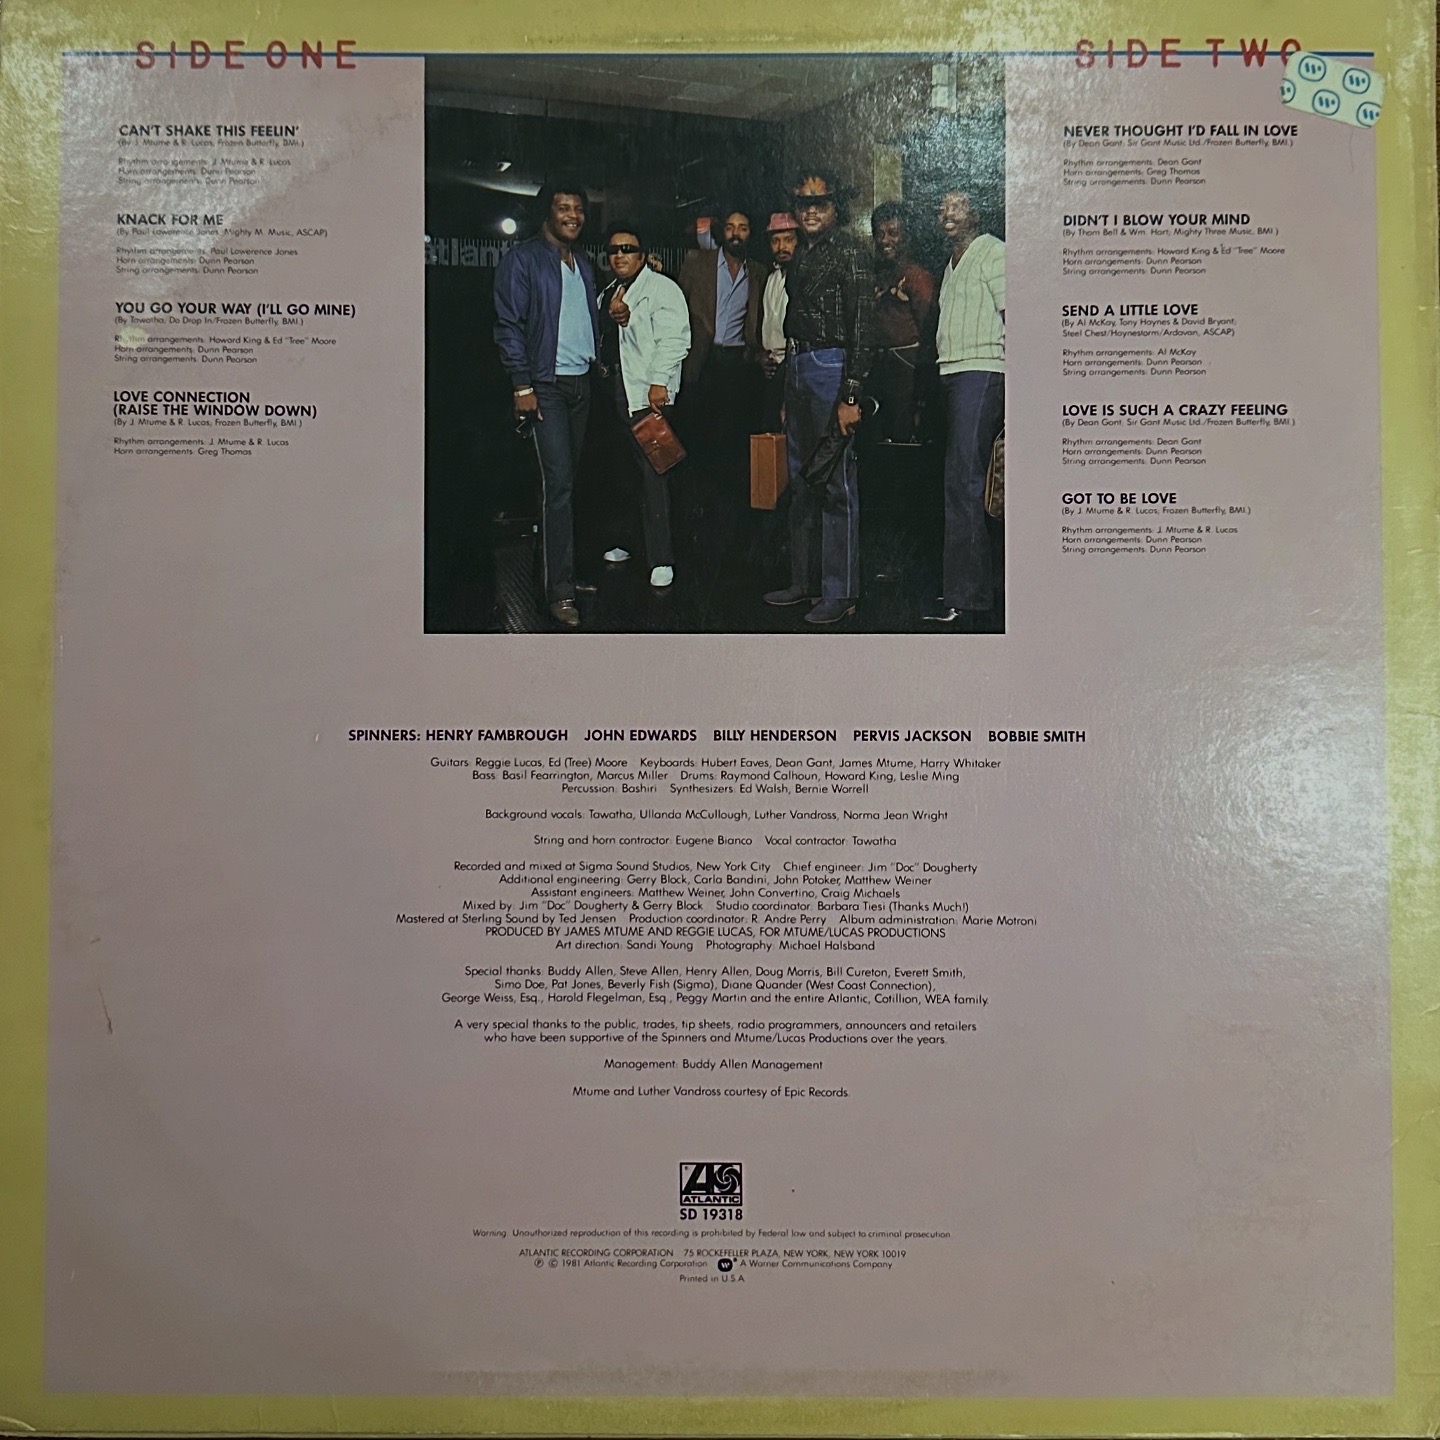 SIDE ONE
CAN'T SHAKE THIS FEELIN'
(By J. Mtume & R. Lucas, Frozen Butterfly, BMI.)
Rhythm arrangements: J. Mtume & R. Lucas
Horn arrangements: Dunn Pearson
String arrangements: Dunn Pearson
KNACK FOR ME
(By Paul Lawerence Jones, Mighty M. Music, ASCAP)
Rhythm arrangements: Paul Lowerence Jones
Horn arrangements: Dunn Pearson
String arrangements: Dunn Pearson
YOU GO YOUR WAY (I'LL GO MINE)
(By Tawatha/Do Drop In/Frozen Butterfly, BMI.)
Rhythm arrangements: Howard King & Ed "Tree" Moore
Horn arrangements: Dunn Pearson
String arrangements: Dunn Pearson
LOVE CONNECTION
(RAISE THE WINDOW DOWN)
(By J. Mtume & R. Lucas, Frozen Butterfly, BMI.)
Rhythm arrangements: J. Mtume & R. Lucas
Horn arrangements: Greg Thomas
SIDE TWO
NEVER THOUGHT I'D FALL IN LOVE
(By Dean Gant, Sir Gant Music Ltd./Frozen Butterfly, BMI.)
Rhythm arrangements: Dean Gant
Horn arrangements: Greg Thomas
String arrangements: Dunn Pearson
DIDN'T I BLOW YOUR MIND
(By Thom Bell & Wm. Hart; Mighty Three Music, BMI.)
Rhythm arrangements: Howard King & Ed "Tree" Moore
Horn arrangements: Dunn Pearson
String arrangements: Dunn Pearson
SEND A LITTLE LOVE
(By Al McKay, Tony Haynes & David Bryant;
Steel Chest/Haynestorm/Ardavan, ASCAP)
Rhythm arrangements: Al McKay
Horn arrangements: Dunn Pearson
String arrangements: Dunn Pearson
LOVE IS SUCH A CRAZY FEELING
(By Dean Gant, Sir Gant Music Ltd./Frozen Butterfly, BMI.)
Rhythm arrangements: Dean Gant
Horn arrangements: Dunn Pearson
String arrangements: Dunn Pearson
GOT TO BE LOVE
(By J. Mtume & R. Lucas, Frozen Butterfly, BMI.)
Rhythm arrangements: J. Mtume & R. Lucas
Horn arrangements: Dunn Pearson
String arrangements: Dunn Pearson
SPINNERS: HENRY FAMBROUGH JOHN EDWARDS BILLY HENDERSON PERVIS JACKSON BOBBIE SMITH
Guitars: Reggie Lucas, Ed (Tree) Moore Keyboards: Hubert Eaves, Dean Gant, James Mtume, Harry Whitaker
Bass: Basil Fearrington, Marcus Miller Drums: Raymond Calhoun, Howard King, Leslie Ming
Percussion: Bashiri Synthesizers: Ed Walsh, Bernie Worrell
Background vocals: Tawatha, Ullanda McCullough, Luther Vandross, Norma Jean Wright
String and horn contractor: Eugene Bianco Vocal contractor: Tawatha
Recorded and mixed at Sigma Sound Studios, New York City Chief engineer: Jim "Doc" Dougherty
Additional engineering: Gerry Block, Carla Bandini, John Potoker, Matthew Weiner
Assistant engineers: Matthew Weiner, John Convertino, Craig Michaels
Mixed by: Jim "Doc" Dougherty & Gerry Block Studio coordinator: Barbara Tiesi (Thanks Much!)
Mastered at Sterling Sound by Ted Jensen Production coordinator: R. Andre Perry Album administration: Marie Motroni
PRODUCED BY JAMES MTUME AND REGGIE LUCAS, FOR MTUME/LUCAS PRODUCTIONS
Art direction: Sandi Young Photography: Michael Halsband
Special thanks: Buddy Allen, Steve Allen, Henry Allen, Doug Morris, Bill Cureton, Everett Smith,
Simo Doe, Pat Jones, Beverly Fish (Sigma), Diane Quander (West Coast Connection),
George Weiss, Esq., Harold Flegelman, Esq., Peggy Martin and the entire Atlantic, Cotillion, WEA family.
A very special thanks to the public, trades, tip sheets, radio programmers, announcers and retailers
who have been supportive of the Spinners and Mtume/Lucas Productions over the years.
Management: Buddy Allen Management
Mtume and Luther Vandross courtesy of Epic Records.
ATLANTIC
SD 19318
Warning: Unauthorized reproduction of this recording is prohibited by Federal law and subject to criminal prosecution.
ATLANTIC RECORDING CORPORATION 75 ROCKEFELLER PLAZA, NEW YORK, NEW YORK 10019
℗ © 1981 Atlantic Recording Corporation A Warner Communications Company
Printed in U.S.A.